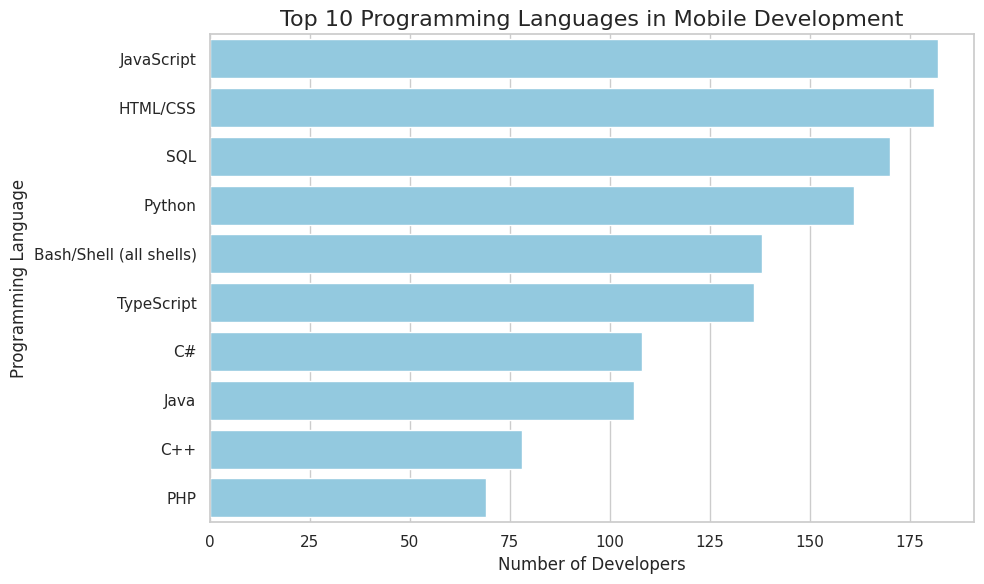 Top 10 Programming Languages in Mobile Development
Programming Language
JavaScript
HTML/CSS
SQL
Python
Bash/Shell (all shells)
TypeScript
C#
Java
C++
PHP
0 25 50 75 100 125 150 175
Number of Developers